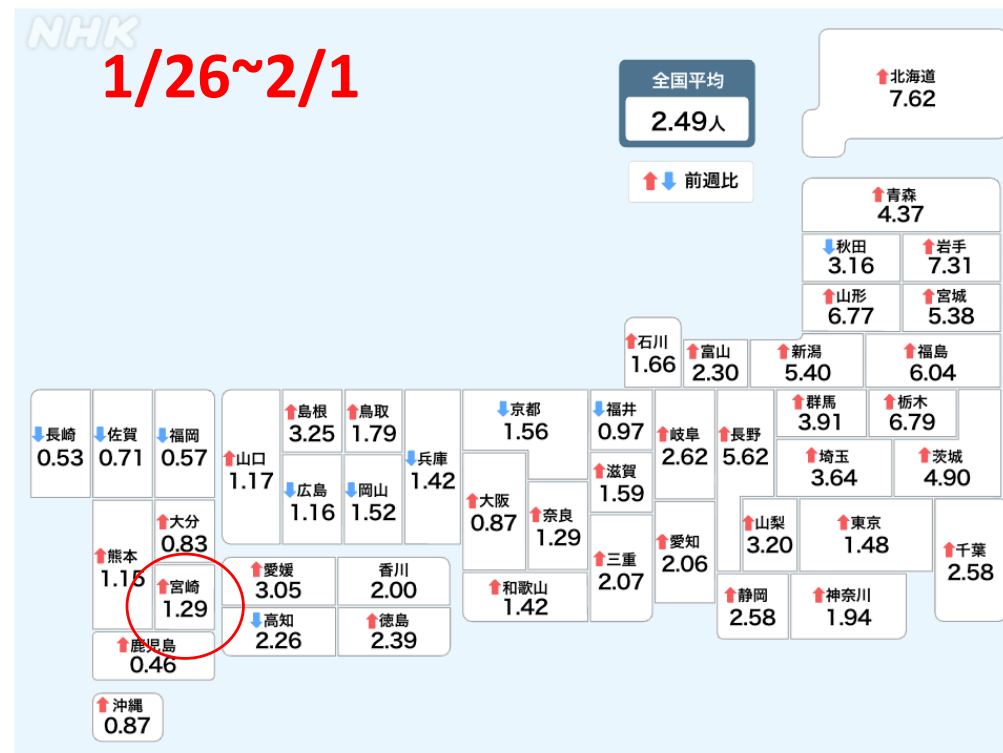 NHK
1/26~2/1
全国平均
2.49人
前週比
北海道
7.62
青森
4.37
秋田
3.16
岩手
7.31
山形
6.77
宮城
5.38
石川
1.66
富山
2.30
新潟
5.40
福島
6.04
長崎
0.53
佐賀
0.71
福岡
0.57
山口
1.17
島根
3.25
鳥取
1.79
兵庫
1.42
京都
1.56
福井
0.97
岐阜
2.62
長野
5.62
群馬
3.91
栃木
6.79
埼玉
3.64
茨城
4.90
広島
1.16
岡山
1.52
大阪
0.87
奈良
1.29
滋賀
1.59
三重
2.07
愛知
2.06
山梨
3.20
東京
1.48
千葉
2.58
大分
0.83
熊本
1.15
宮崎
1.29
愛媛
3.05
香川
2.00
和歌山
1.42
静岡
2.58
神奈川
1.94
高知
2.26
徳島
2.39
鹿児島
0.46
沖縄
0.87